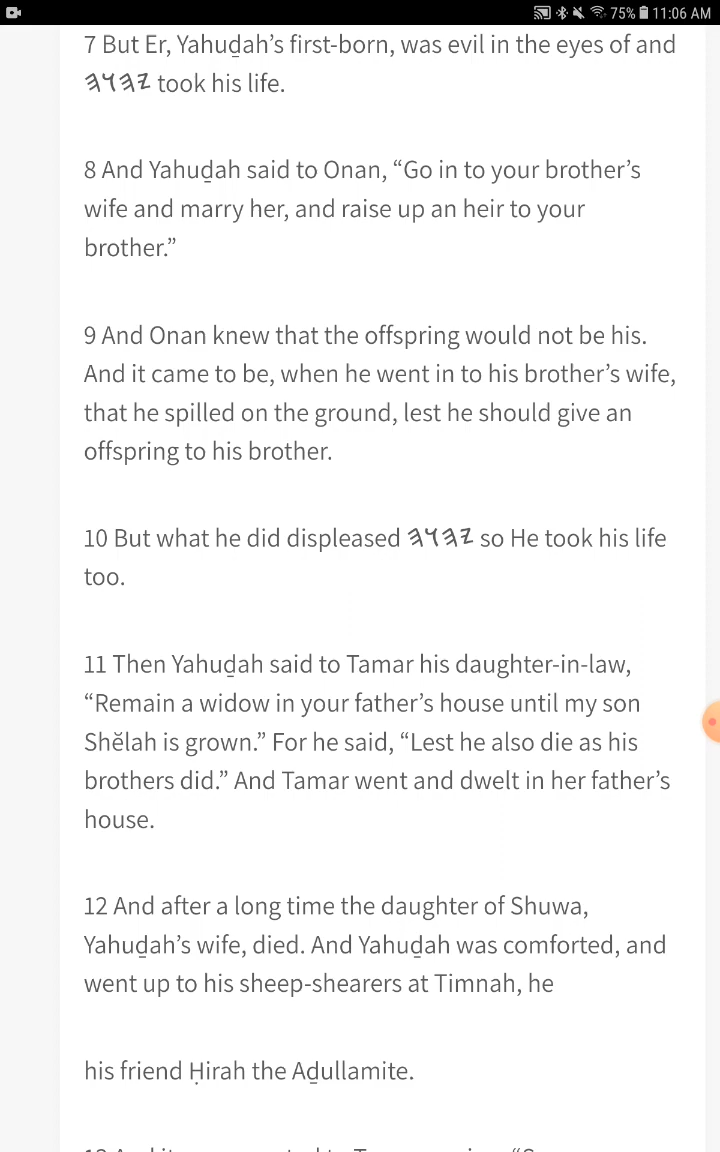 75% 11:06 AM
7 But Er, Yahuḏah’s first-born, was evil in the eyes of and
𐤉𐤄𐤅𐤄 took his life.
8 And Yahuḏah said to Onan, “Go in to your brother’s
wife and marry her, and raise up an heir to your
brother.”
9 And Onan knew that the offspring would not be his.
And it came to be, when he went in to his brother’s wife,
that he spilled on the ground, lest he should give an
offspring to his brother.
10 But what he did displeased 𐤉𐤄𐤅𐤄 so He took his life
too.
11 Then Yahuḏah said to Tamar his daughter-in-law,
“Remain a widow in your father’s house until my son
Shĕlah is grown.” For he said, “Lest he also die as his
brothers did.” And Tamar went and dwelt in her father’s
house.
12 And after a long time the daughter of Shuwa,
Yahuḏah’s wife, died. And Yahuḏah was comforted, and
went up to his sheep-shearers at Timnah, he
his friend Ḥirah the Aḏullamite.